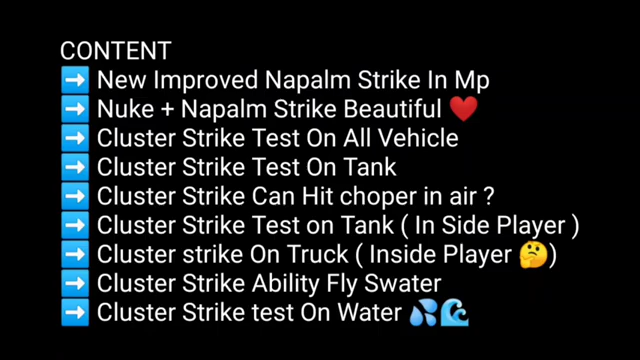 CONTENT
➡️ New Improved Napalm Strike In Mp
➡️ Nuke + Napalm Strike Beautiful ❤️
➡️ Cluster Strike Test On All Vehicle
➡️ Cluster Strike Test On Tank
➡️ Cluster Strike Can Hit choper in air ?
➡️ Cluster Strike Test on Tank ( In Side Player )
➡️ Cluster strike On Truck ( Inside Player 🤔)
➡️ Cluster Strike Ability Fly Swater
➡️ Cluster Strike test On Water 💦🌊